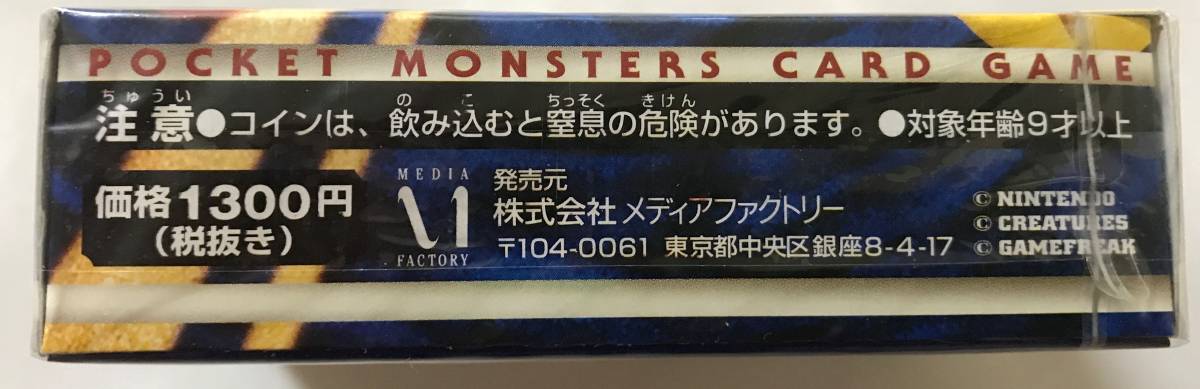 POCKET MONSTERS CARD GAME
ちゅうい の こ ちっそく きけん
注意●コインは、飲み込むと窒息の危険があります。●対象年齢9才以上
価格1300円
(税抜き)
MEDIA
FACTORY
発売元
株式会社 メディアファクトリー
〒104-0061 東京都中央区銀座8-4-17
© NINTENDO
© CREATURES
© GAMEFREAK